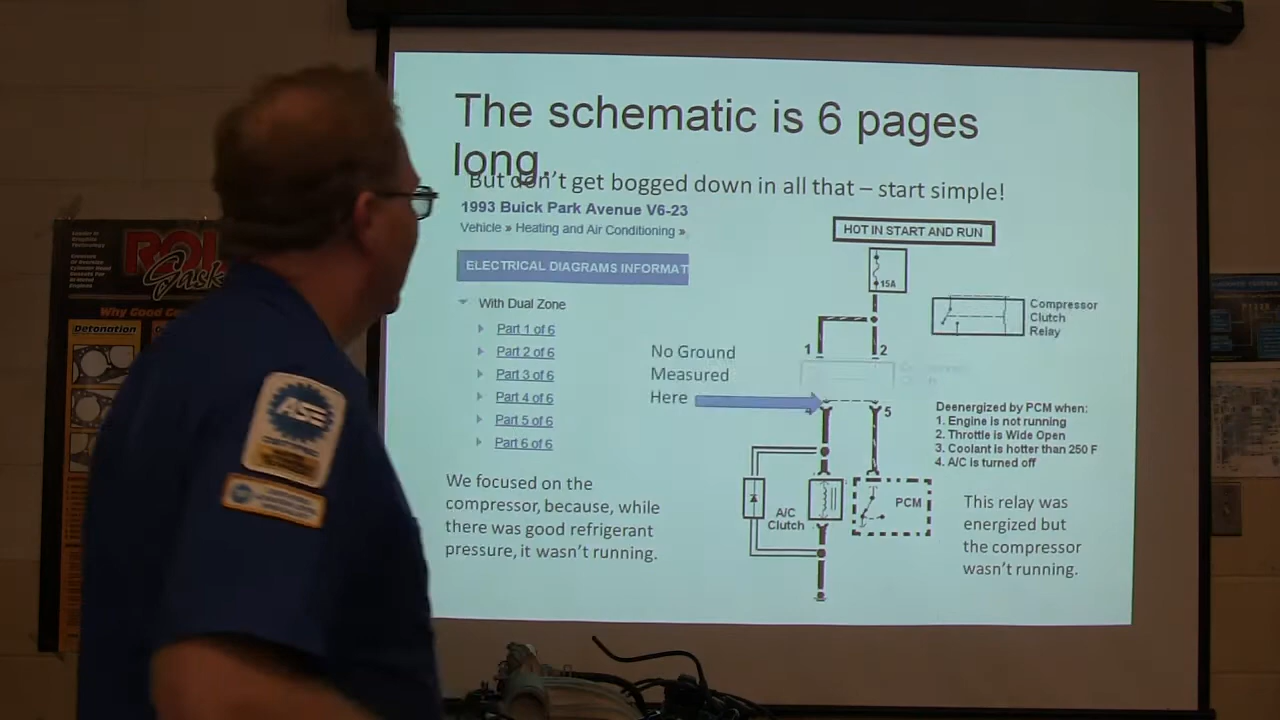 The schematic is 6 pages
long.
But don't get bogged down in all that – start simple!
1993 Buick Park Avenue V6-23
Vehicle » Heating and Air Conditioning »
ELECTRICAL DIAGRAMS INFORMAT
With Dual Zone
Part 1 of 6
Part 2 of 6
Part 3 of 6
Part 4 of 6
Part 5 of 6
Part 6 of 6
We focused on the
compressor, because, while
there was good refrigerant
pressure, it wasn't running.
HOT IN START AND RUN
15A
Compressor
Clutch
Relay
1
2
No Ground
Measured
Here
4
5
Deenergized by PCM when:
1. Engine is not running
2. Throttle is Wide Open
3. Coolant is hotter than 250 F
4. A/C is turned off
A/C
Clutch
PCM
This relay was
energized but
the compressor
wasn't running.
ASE
CERTIFIED
Why Good Ga
Detonation